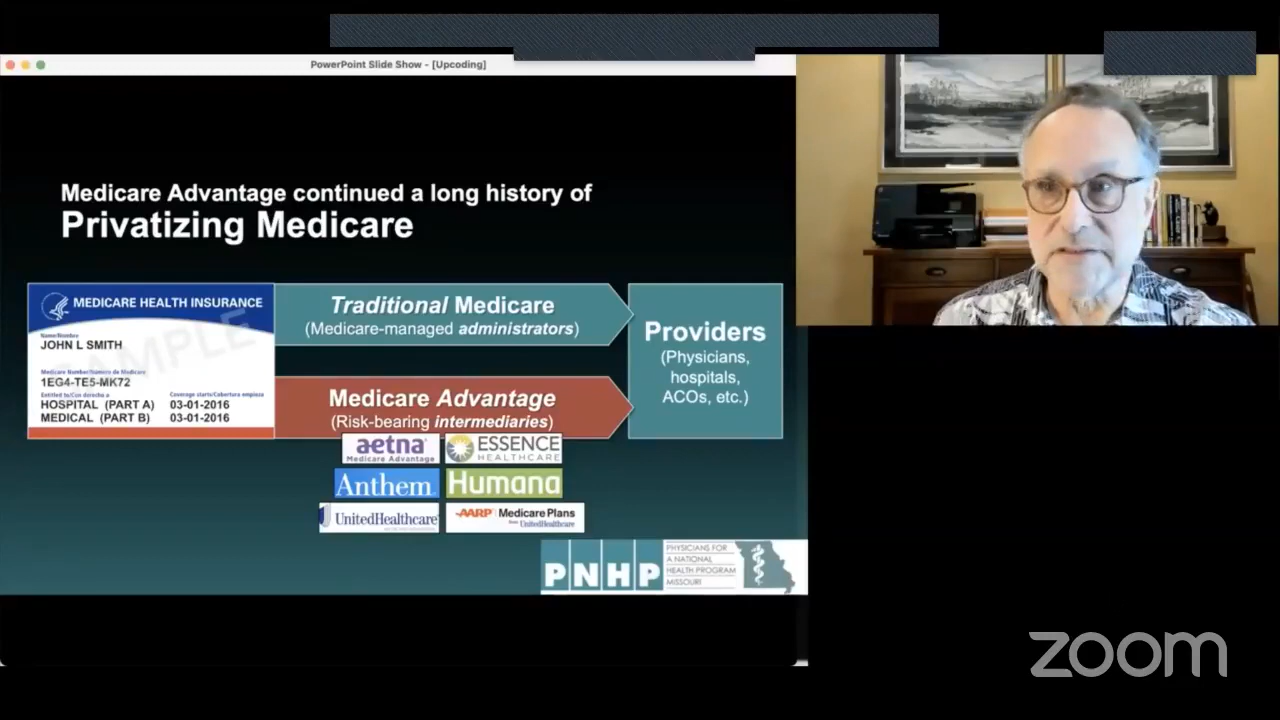 PowerPoint Slide Show - [Upcoding]
Medicare Advantage continued a long history of
Privatizing Medicare
MEDICARE HEALTH INSURANCE
Name/Nombre
JOHN L SMITH
Medicare Number/Número de Medicare
1EG4-TE5-MK72
Entitled to/Con derecho a
Coverage starts/Cobertura empieza
HOSPITAL (PART A) 03-01-2016
MEDICAL (PART B) 03-01-2016
SAMPLE
Traditional Medicare
(Medicare-managed administrators)
Medicare Advantage
(Risk-bearing intermediaries)
Providers
(Physicians,
hospitals,
ACOs, etc.)
aetna
Medicare Advantage
ESSENCE
HEALTHCARE
Anthem
Humana
UnitedHealthcare
AARP Medicare Plans
from UnitedHealthcare
PNHP
PHYSICIANS FOR
A NATIONAL
HEALTH PROGRAM
MISSOURI
zoom